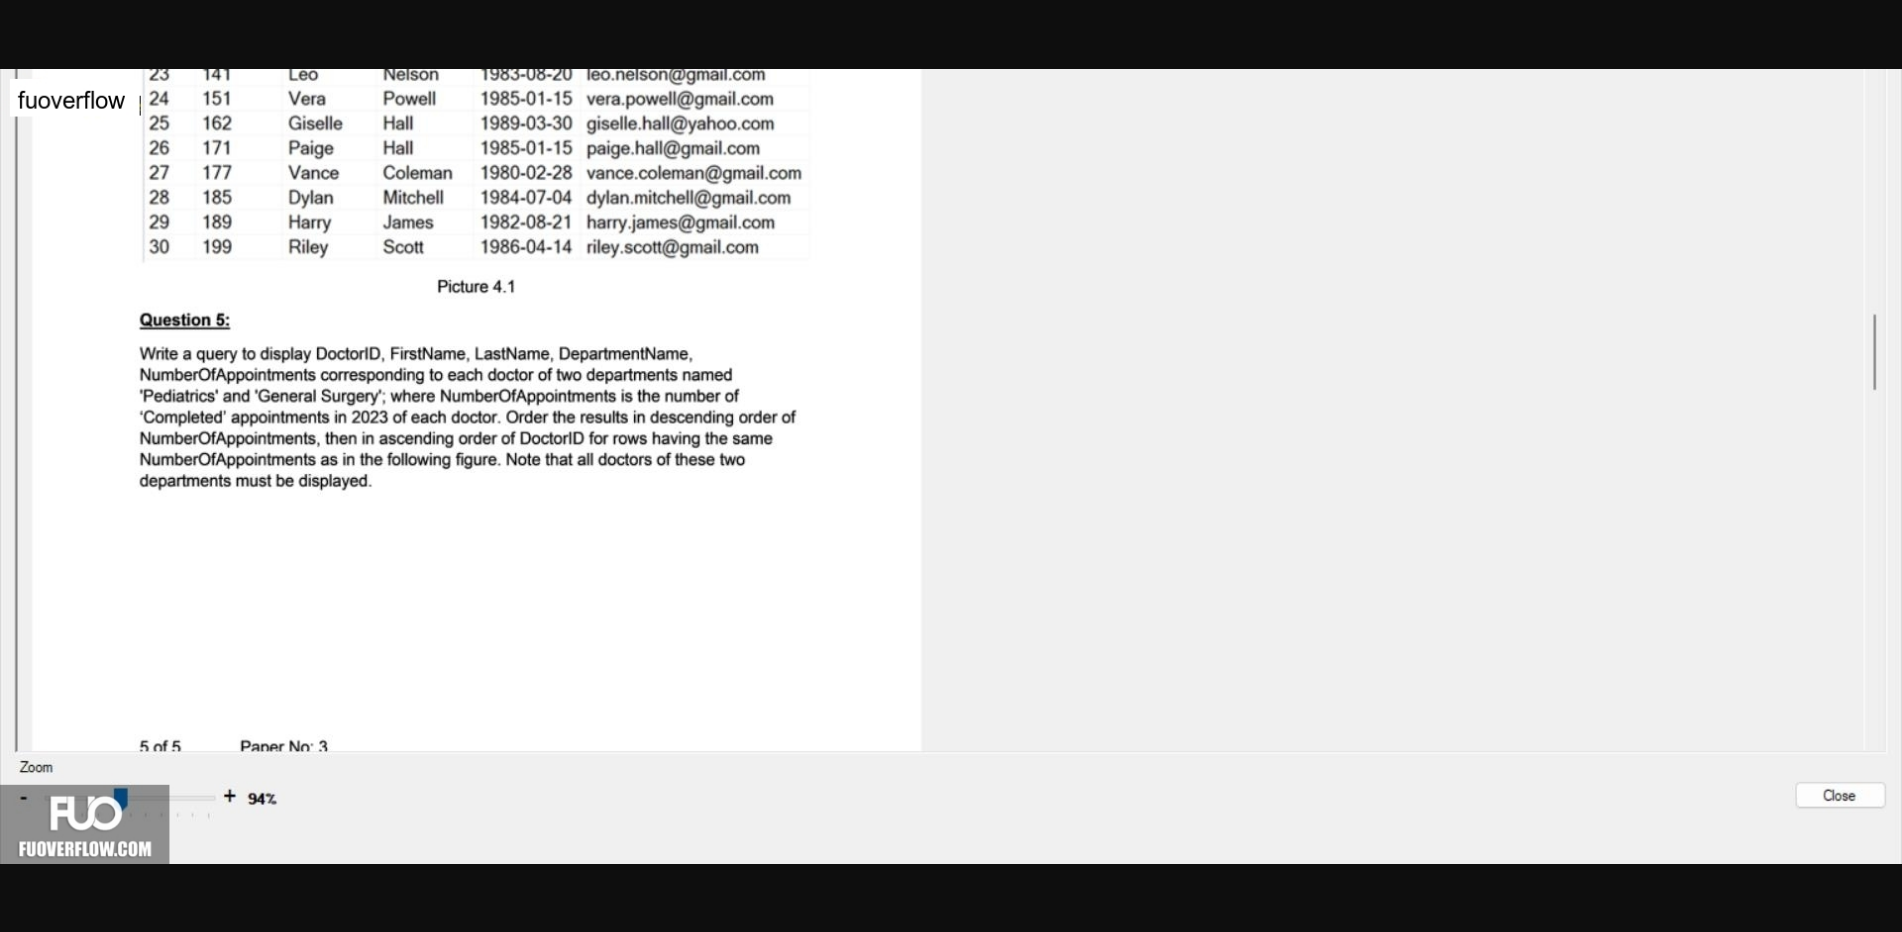 23 141 Leo Nelson 1983-08-20 leo.nelson@gmail.com
fuoverflow
24 151 Vera Powell 1985-01-15 vera.powell@gmail.com
25 162 Giselle Hall 1989-03-30 giselle.hall@yahoo.com
26 171 Paige Hall 1985-01-15 paige.hall@gmail.com
27 177 Vance Coleman 1980-02-28 vance.coleman@gmail.com
28 185 Dylan Mitchell 1984-07-04 dylan.mitchell@gmail.com
29 189 Harry James 1982-08-21 harry.james@gmail.com
30 199 Riley Scott 1986-04-14 riley.scott@gmail.com
Picture 4.1
Question 5:
Write a query to display DoctorID, FirstName, LastName, DepartmentName,
NumberOfAppointments corresponding to each doctor of two departments named
'Pediatrics' and 'General Surgery'; where NumberOfAppointments is the number of
'Completed' appointments in 2023 of each doctor. Order the results in descending order of
NumberOfAppointments, then in ascending order of DoctorID for rows having the same
NumberOfAppointments as in the following figure. Note that all doctors of these two
departments must be displayed.
5 of 5 Paper No: 3
Zoom
- + 94%
Close
FUO
FUOVERFLOW.COM